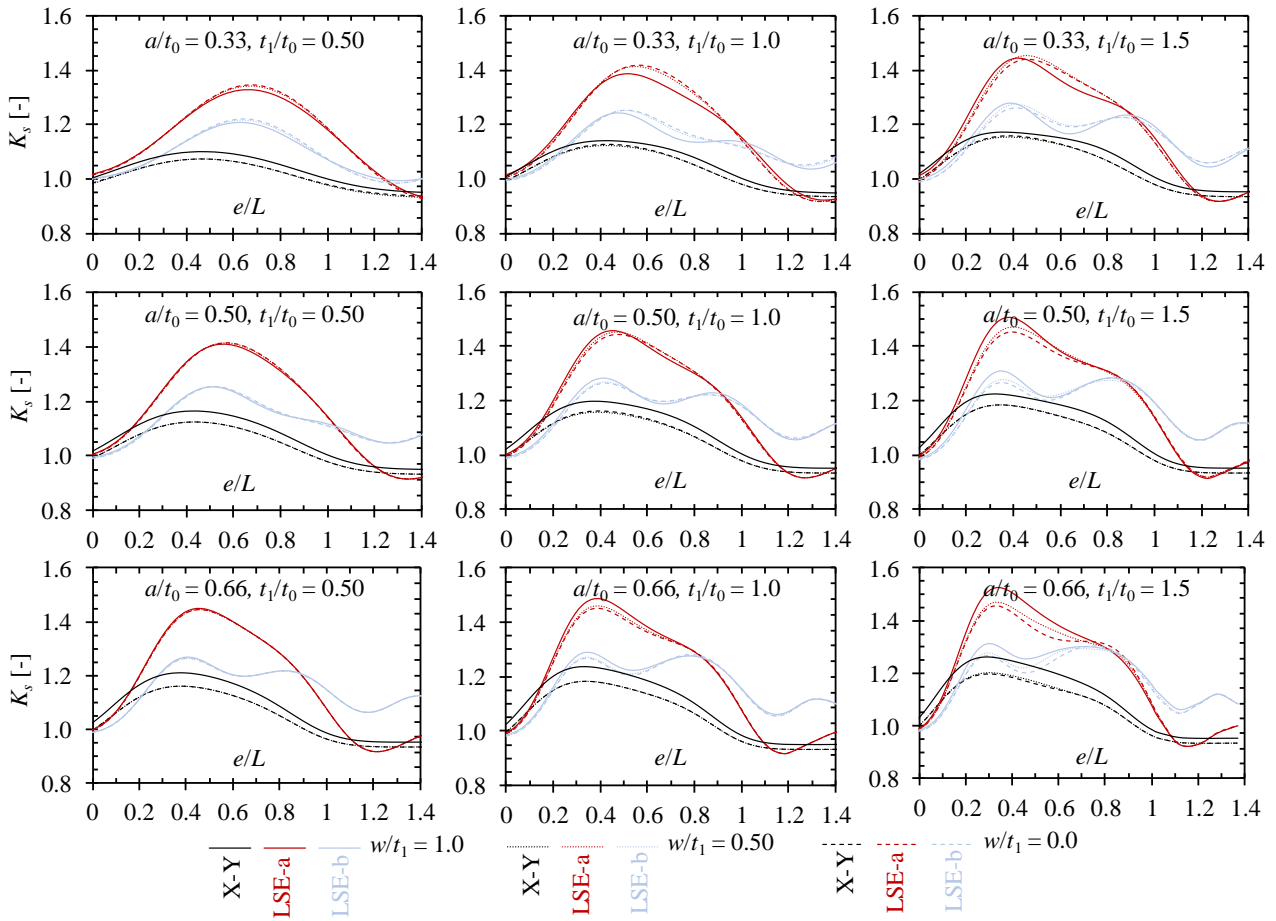 1.6
1.4
1.2
1.0
0.8
K_s [-]
a/t₀ = 0.33, t₁/t₀ = 0.50
e/L
0 0.2 0.4 0.6 0.8 1 1.2 1.4
1.6
1.4
1.2
1.0
0.8
a/t₀ = 0.33, t₁/t₀ = 1.0
e/L
0 0.2 0.4 0.6 0.8 1 1.2 1.4
1.6
1.4
1.2
1.0
0.8
a/t₀ = 0.33, t₁/t₀ = 1.5
e/L
0 0.2 0.4 0.6 0.8 1 1.2 1.4
1.6
1.4
1.2
1.0
0.8
K_s [-]
a/t₀ = 0.50, t₁/t₀ = 0.50
e/L
0 0.2 0.4 0.6 0.8 1 1.2 1.4
1.6
1.4
1.2
1.0
0.8
a/t₀ = 0.50, t₁/t₀ = 1.0
e/L
0 0.2 0.4 0.6 0.8 1 1.2 1.4
1.6
1.4
1.2
1.0
0.8
a/t₀ = 0.50, t₁/t₀ = 1.5
e/L
0 0.2 0.4 0.6 0.8 1 1.2 1.4
1.6
1.4
1.2
1.0
0.8
K_s [-]
a/t₀ = 0.66, t₁/t₀ = 0.50
e/L
0 0.2 0.4 0.6 0.8 1 1.2 1.4
1.6
1.4
1.2
1.0
0.8
a/t₀ = 0.66, t₁/t₀ = 1.0
e/L
0 0.2 0.4 0.6 0.8 1 1.2 1.4
1.6
1.4
1.2
1.0
0.8
a/t₀ = 0.66, t₁/t₀ = 1.5
e/L
0 0.2 0.4 0.6 0.8 1 1.2 1.4
X-Y
LSE-a
LSE-b
w/t₁ = 1.0
X-Y
LSE-a
LSE-b
w/t₁ = 0.50
X-Y
LSE-a
LSE-b
w/t₁ = 0.0